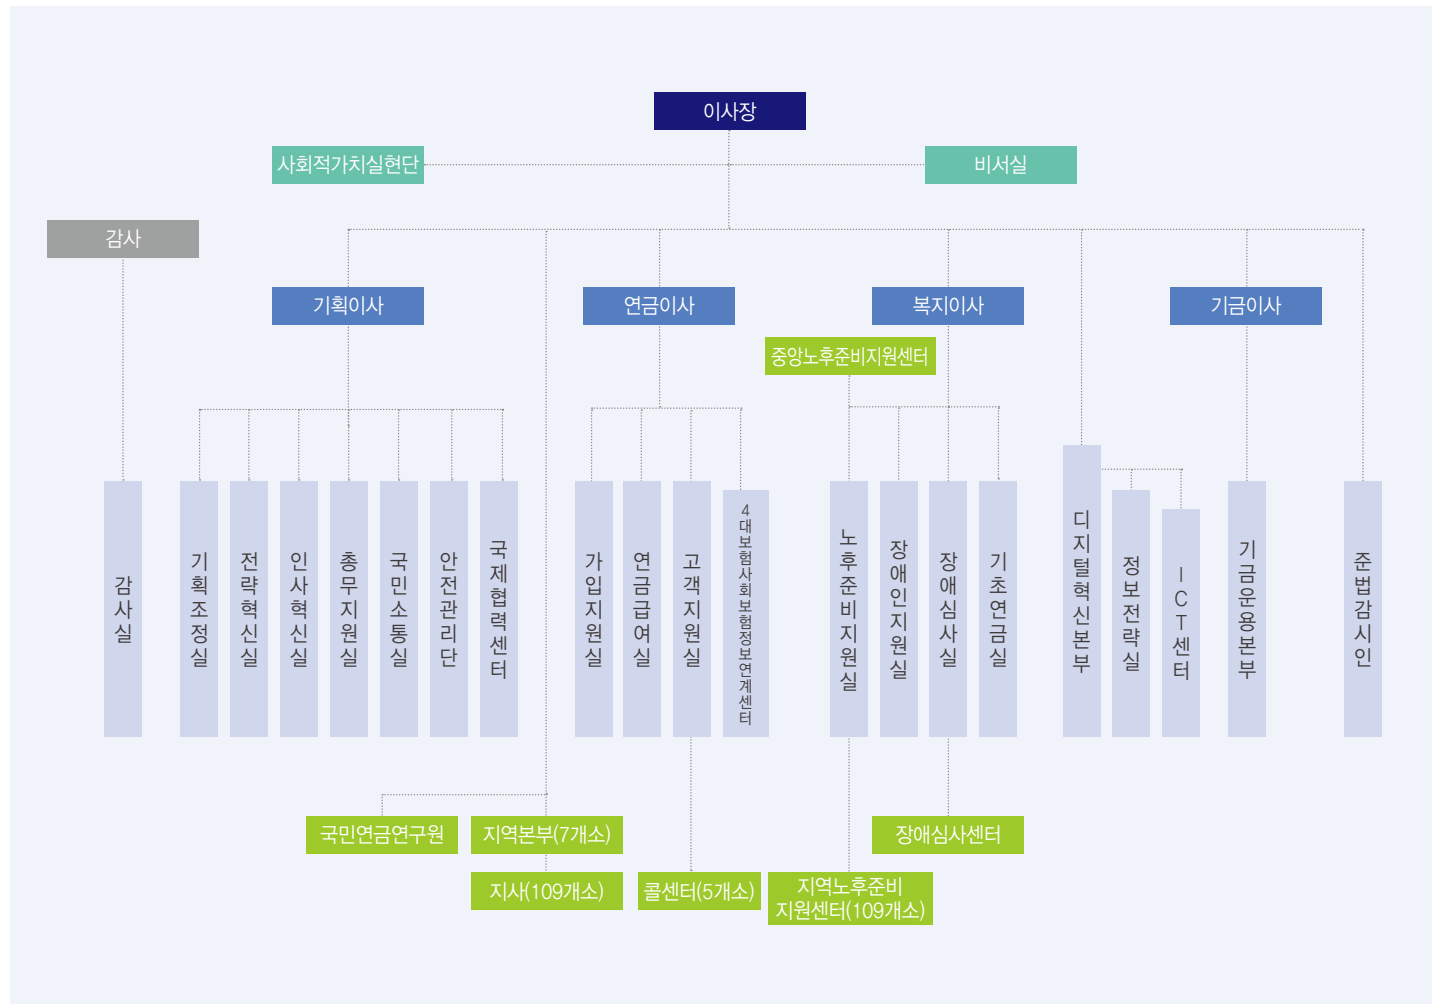 이사장
사회적가치실현단
비서실
감사
기획이사
연금이사
복지이사
기금이사
중앙노후준비지원센터
감사실
기획조정실
전략혁신실
인사혁신실
총무지원실
국민소통실
안전관리단
국제협력센터
가입지원실
연금급여실
고객지원실
4대보험사회보험정보연계센터
노후준비지원실
장애인지원실
장애심사실
기초연금실
디지털혁신본부
정보전략실
ICT센터
기금운용본부
준법감시인
국민연금연구원
지역본부(7개소)
장애심사센터
지사(109개소)
콜센터(5개소)
지역노후준비
지원센터(109개소)